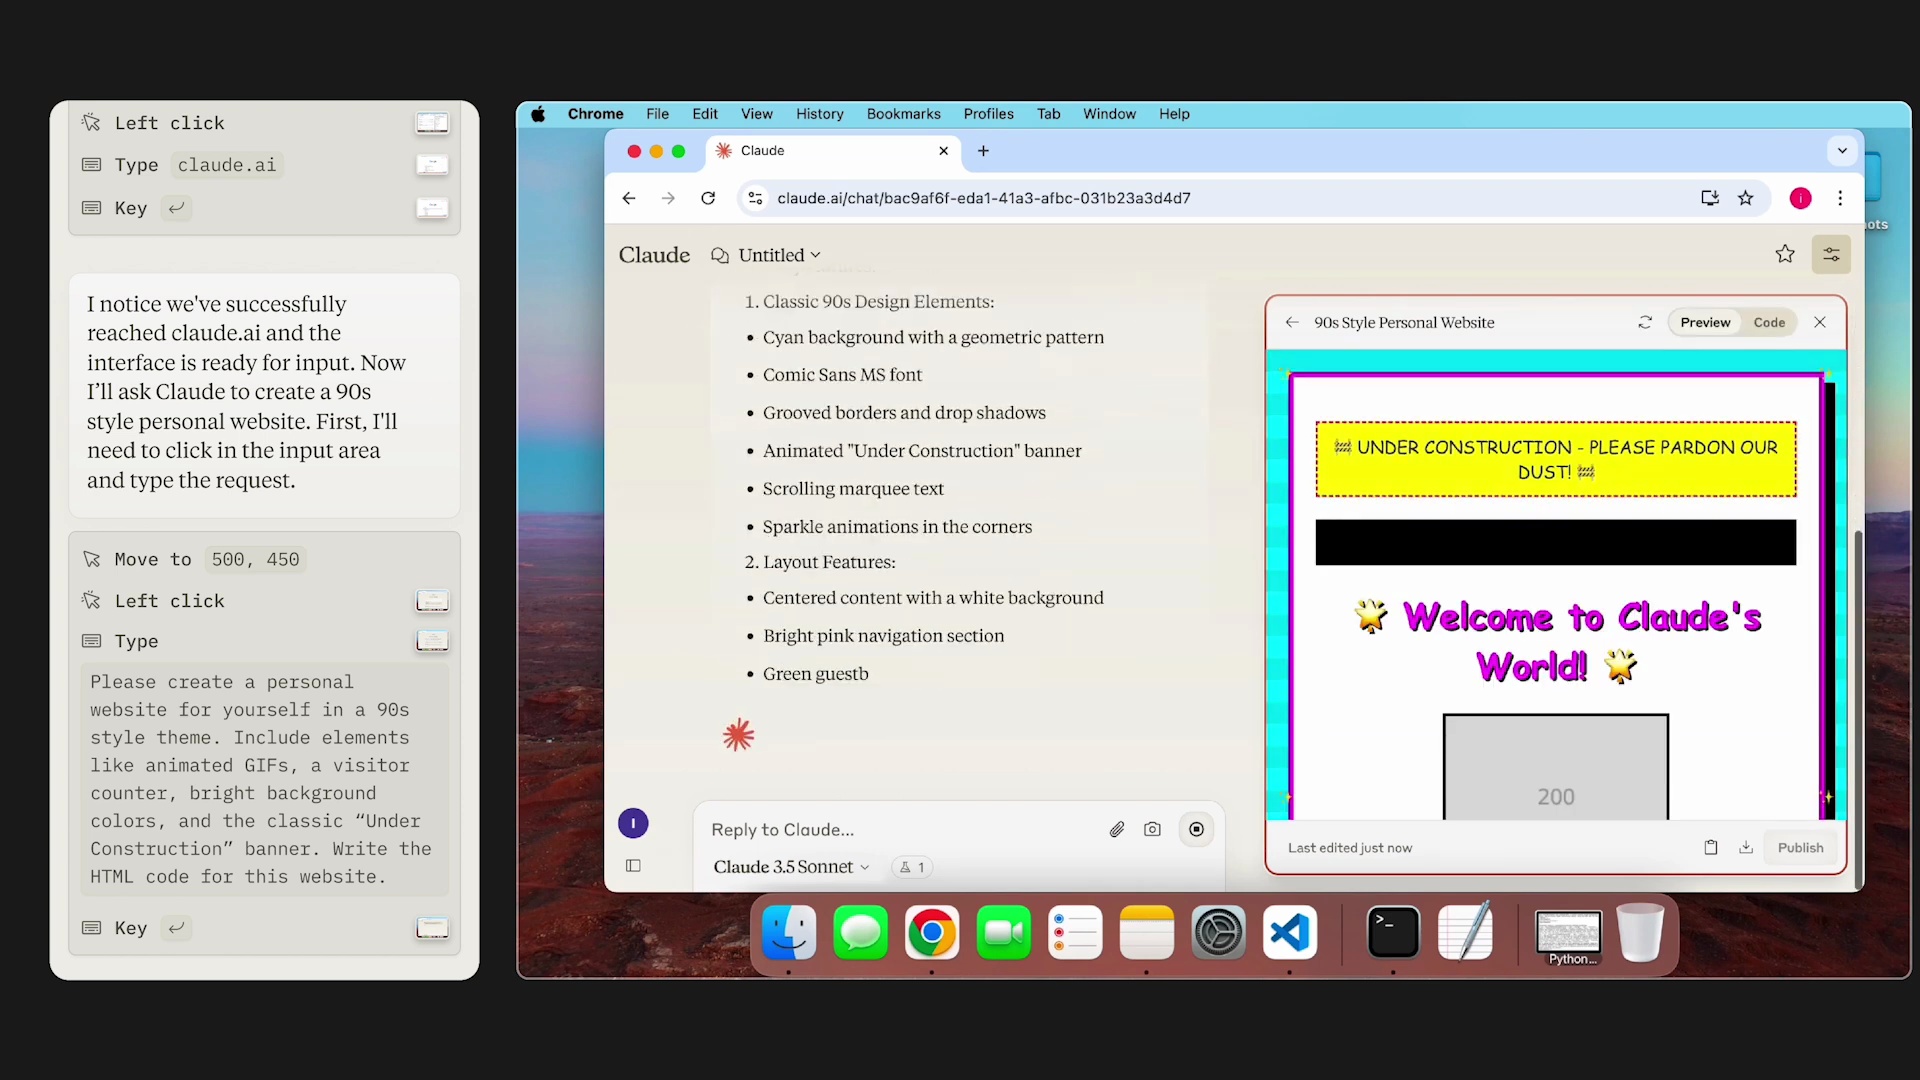 Left click
Type claude.ai
Key
I notice we've successfully
reached claude.ai and the
interface is ready for input. Now
I'll ask Claude to create a 90s
style personal website. First, I'll
need to click in the input area
and type the request.
Move to 500, 450
Left click
Type
Please create a personal
website for yourself in a 90s
style theme. Include elements
like animated GIFs, a visitor
counter, bright background
colors, and the classic “Under
Construction” banner. Write the
HTML code for this website.
Key
Chrome File Edit View History Bookmarks Profiles Tab Window Help
Claude
claude.ai/chat/bac9af6f-eda1-41a3-afbc-031b23a3d4d7
i
ots
Claude
Untitled
1. Classic 90s Design Elements:
• Cyan background with a geometric pattern
• Comic Sans MS font
• Grooved borders and drop shadows
• Animated "Under Construction" banner
• Scrolling marquee text
• Sparkle animations in the corners
2. Layout Features:
• Centered content with a white background
• Bright pink navigation section
• Green guestb
I
Reply to Claude...
Claude 3.5 Sonnet
1
90s Style Personal Website
Preview Code
🚧 UNDER CONSTRUCTION - PLEASE PARDON OUR
DUST! 🚧
🌟 Welcome to Claude's
World! 🌟
200
Last edited just now
Publish
Python...